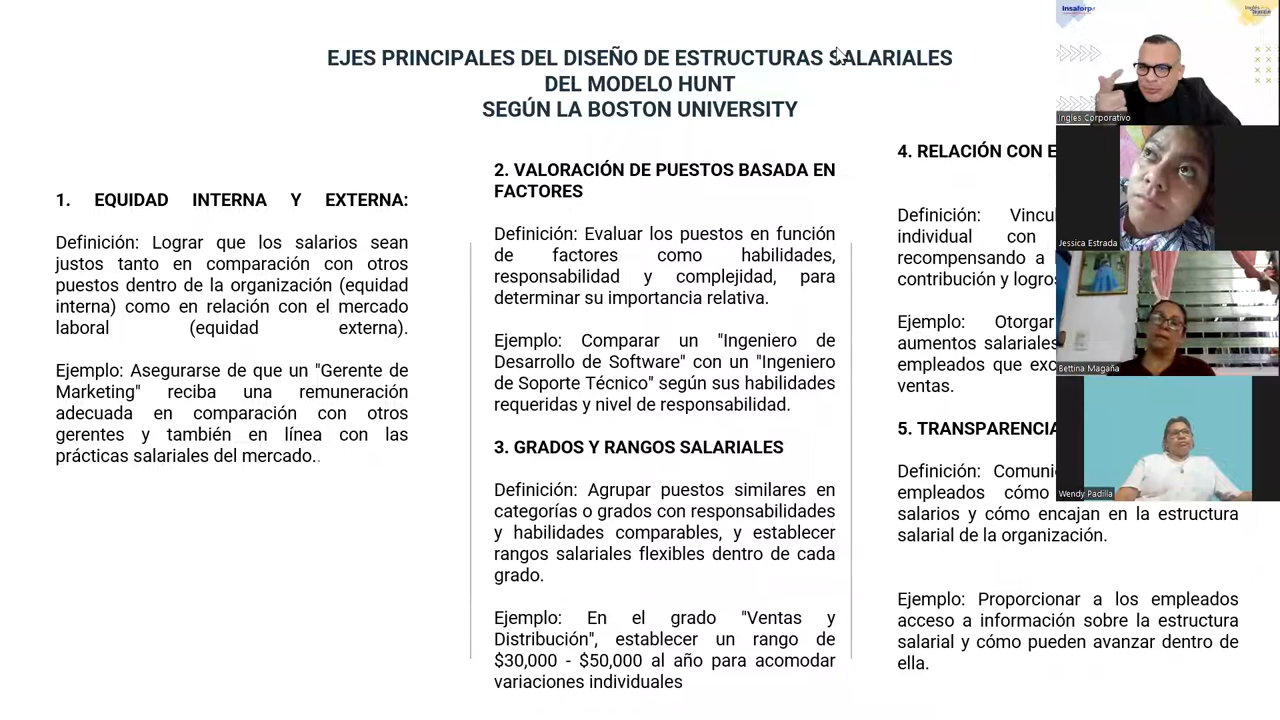 EJES PRINCIPALES DEL DISEÑO DE ESTRUCTURAS SALARIALES
DEL MODELO HUNT
SEGÚN LA BOSTON UNIVERSITY
1. EQUIDAD INTERNA Y EXTERNA:
Definición: Lograr que los salarios sean
justos tanto en comparación con otros
puestos dentro de la organización (equidad
interna) como en relación con el mercado
laboral (equidad externa).
Ejemplo: Asegurarse de que un "Gerente de
Marketing" reciba una remuneración
adecuada en comparación con otros
gerentes y también en línea con las
prácticas salariales del mercado..
2. VALORACIÓN DE PUESTOS BASADA EN
FACTORES
Definición: Evaluar los puestos en función
de factores como habilidades,
responsabilidad y complejidad, para
determinar su importancia relativa.
Ejemplo: Comparar un "Ingeniero de
Desarrollo de Software" con un "Ingeniero
de Soporte Técnico" según sus habilidades
requeridas y nivel de responsabilidad.
3. GRADOS Y RANGOS SALARIALES
Definición: Agrupar puestos similares en
categorías o grados con responsabilidades
y habilidades comparables, y establecer
rangos salariales flexibles dentro de cada
grado.
Ejemplo: En el grado "Ventas y
Distribución", establecer un rango de
$30,000 - $50,000 al año para acomodar
variaciones individuales
4. RELACIÓN CON
Definición:
individual con
recompensando a
contribución y
Ejemplo: Otorgar
aumentos salariales
empleados que
ventas.
5. TRANSPARENCIA
Definición:
empleados cómo
salarios y cómo encajan en la estructura
salarial de la organización.
Ejemplo: Proporcionar a los empleados
acceso a información sobre la estructura
salarial y cómo pueden avanzar dentro de
ella.
Insaforp
Ingles Corporativo
Jessica Estrada
Bettina Magaña
Wendy Padilla